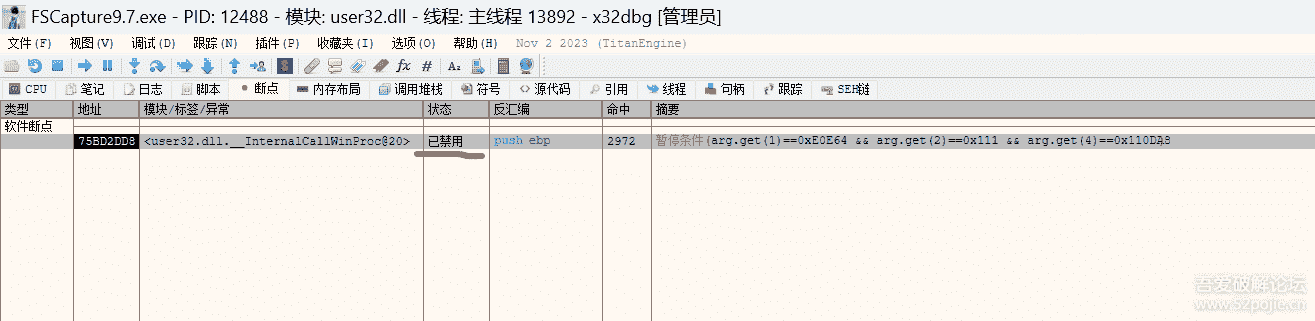 FSCapture9.7.exe - PID: 12488 - 模块: user32.dll - 线程: 主线程 13892 - x32dbg [管理员]
文件(F) 视图(V) 调试(D) 跟踪(N) 插件(P) 收藏夹(I) 选项(O) 帮助(H) Nov 2 2023 (TitanEngine)
CPU 笔记 日志 脚本 断点 内存布局 调用堆栈 符号 源代码 引用 线程 句柄 跟踪 SEH链
类型 地址 模块/标签/异常 状态 反汇编 命中 摘要
软件断点
75BD2DD8 <user32.dll.__InternalCallWinProc@20> 已禁用 push ebp 2972 暂停条件(arg.get(1)==0xE0E64 && arg.get(2)==0x111 && arg.get(4)==0x110DA8
吾爱破解论坛
www.52pojie.cn